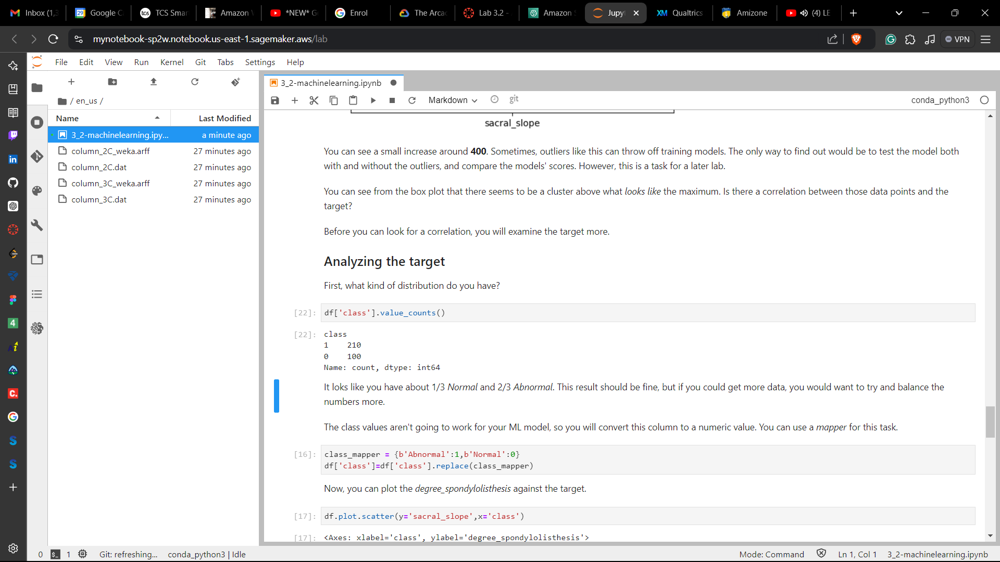 Inbox (1,3
Google C
TCS Smar
Amazon W
*NEW* G
Enrol
The Arca
Lab 3.2 -
Amazon S
Jupyt
Qualtrics
Amizone
(4) LE
mynotebook-sp2w.notebook.us-east-1.sagemaker.aws/lab
VPN
File Edit View Run Kernel Git Tabs Settings Help
/ en_us /
Name Last Modified
3_2-machinelearning.ipy... a minute ago
column_2C_weka.arff 27 minutes ago
column_2C.dat 27 minutes ago
column_3C_weka.arff 27 minutes ago
column_3C.dat 27 minutes ago
3_2-machinelearning.ipynb
Markdown git conda_python3
sacral_slope
You can see a small increase around 400. Sometimes, outliers like this can throw off training models. The only way to find out would be to test the model both
with and without the outliers, and compare the models' scores. However, this is a task for a later lab.
You can see from the box plot that there seems to be a cluster above what looks like the maximum. Is there a correlation between those data points and the
target?
Before you can look for a correlation, you will examine the target more.
Analyzing the target
First, what kind of distribution do you have?
[22]: df['class'].value_counts()
[22]: class
1 210
0 100
Name: count, dtype: int64
It loks like you have about 1/3 Normal and 2/3 Abnormal. This result should be fine, but if you could get more data, you would want to try and balance the
numbers more.
The class values aren't going to work for your ML model, so you will convert this column to a numeric value. You can use a mapper for this task.
[16]: class_mapper = {b'Abnormal':1,b'Normal':0}
df['class']=df['class'].replace(class_mapper)
Now, you can plot the degree_spondylolisthesis against the target.
[17]: df.plot.scatter(y='sacral_slope',x='class')
[17]: <Axes: xlabel='class', ylabel='degree_spondylolisthesis'>
0 1 Git: refreshing... conda_python3 | Idle Mode: Command Ln 1, Col 1 3_2-machinelearning.ipynb